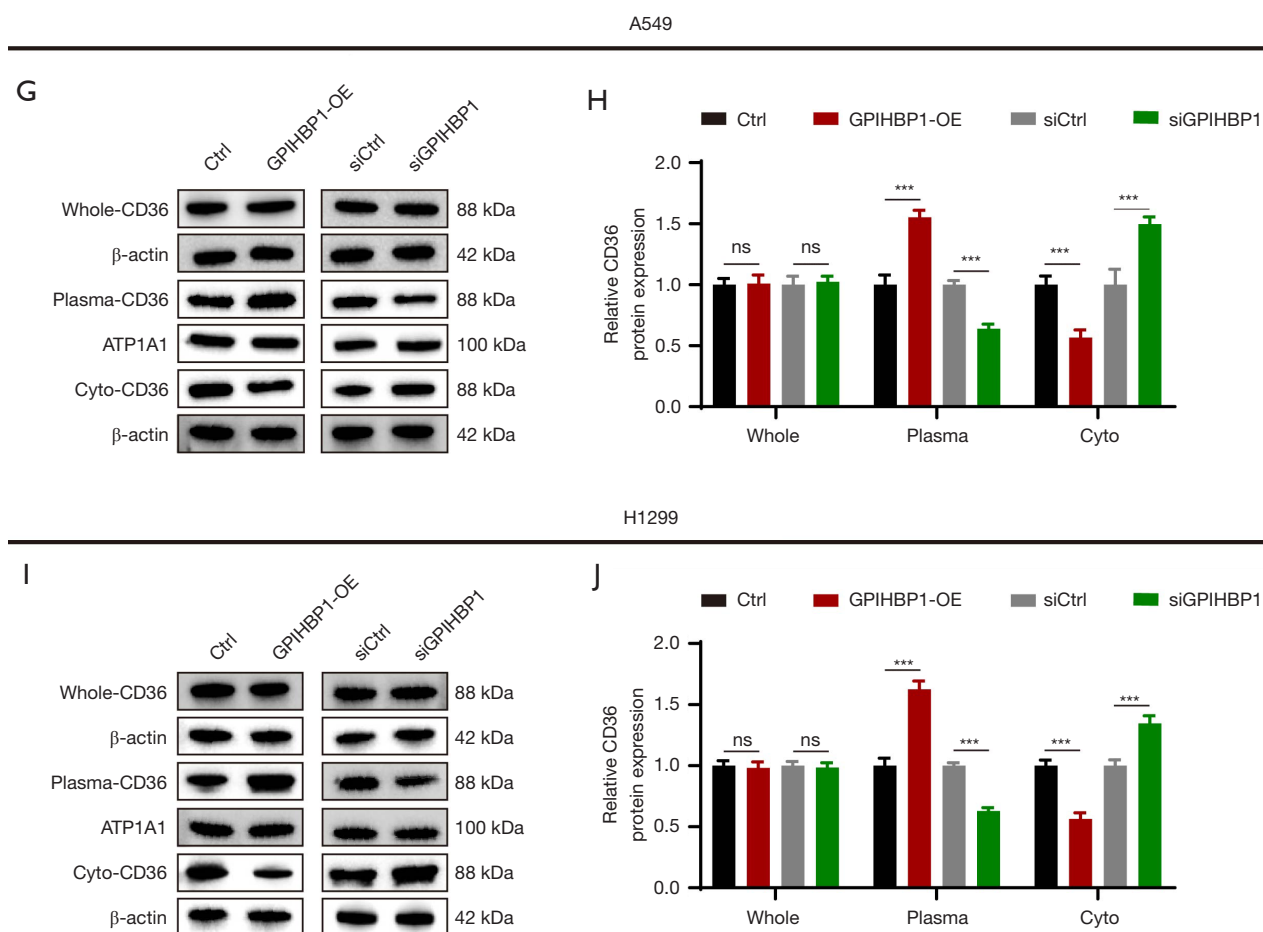 A549
G
Ctrl
GPIHBP1-OE
siCtrl
siGPIHBP1
Whole-CD36
88 kDa
β-actin
42 kDa
Plasma-CD36
88 kDa
ATP1A1
100 kDa
Cyto-CD36
88 kDa
β-actin
42 kDa
H
Ctrl GPIHBP1-OE siCtrl siGPIHBP1
Relative CD36
protein expression
2.0
1.5
1.0
0.5
0.0
ns
ns
***
***
***
***
Whole Plasma Cyto
H1299
I
Ctrl
GPIHBP1-OE
siCtrl
siGPIHBP1
Whole-CD36
88 kDa
β-actin
42 kDa
Plasma-CD36
88 kDa
ATP1A1
100 kDa
Cyto-CD36
88 kDa
β-actin
42 kDa
J
Ctrl GPIHBP1-OE siCtrl siGPIHBP1
Relative CD36
protein expression
2.0
1.5
1.0
0.5
0.0
ns
ns
***
***
***
***
Whole Plasma Cyto